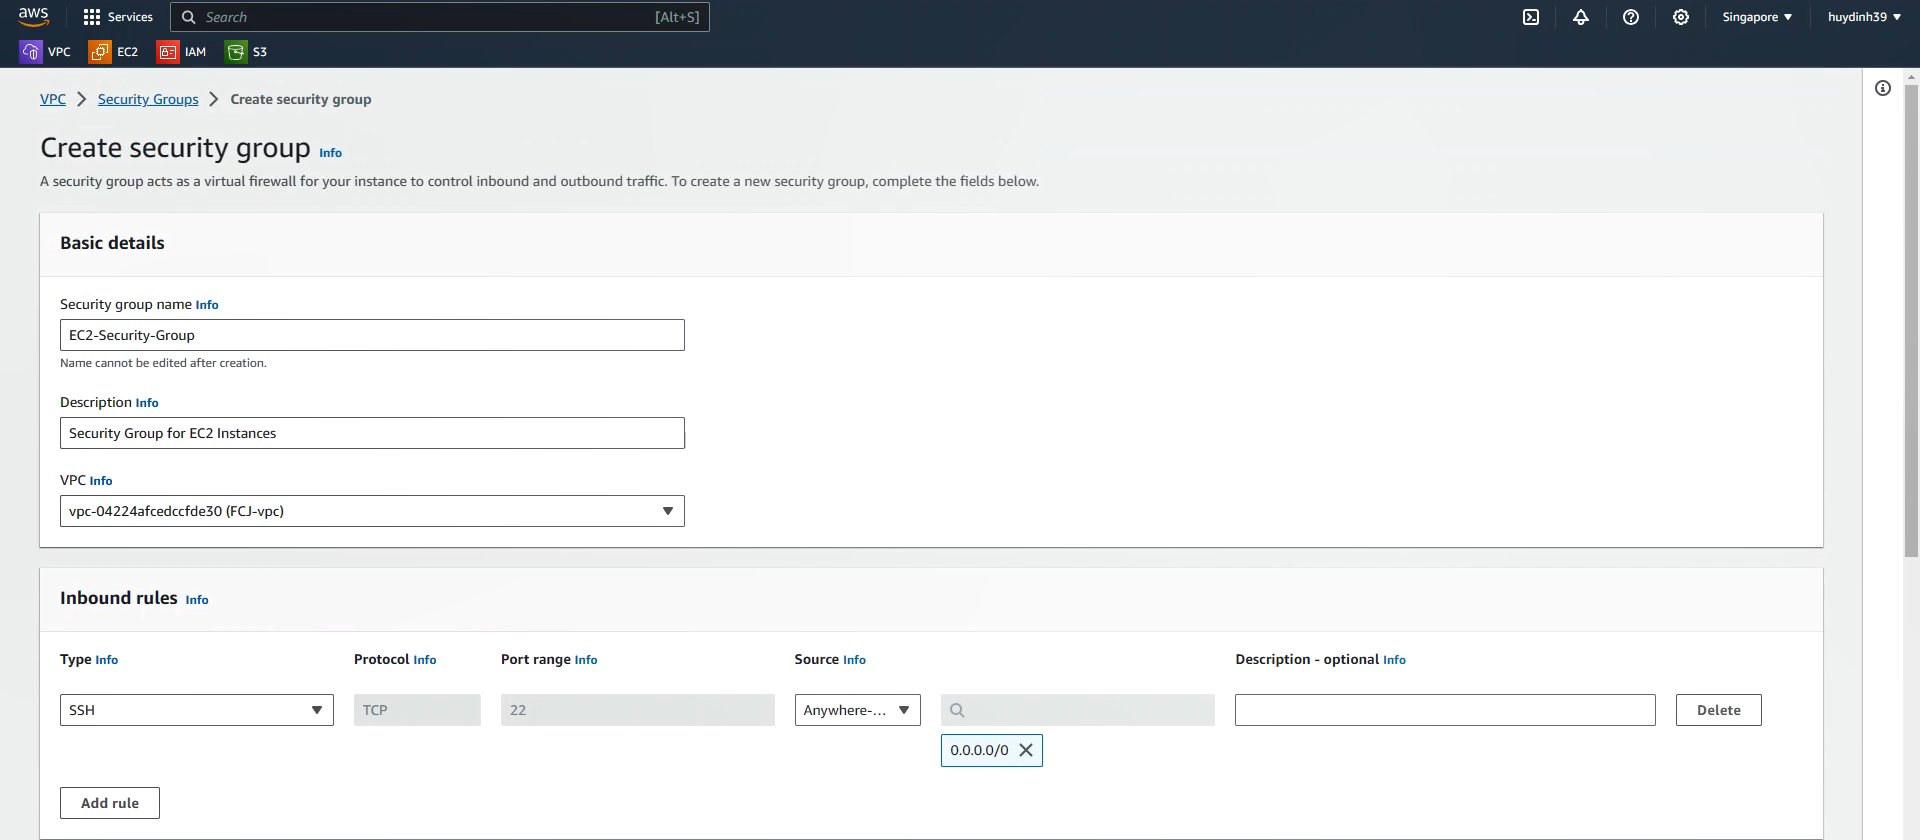 aws Services Search [Alt+S] Singapore huydinh39
VPC EC2 IAM S3
VPC Security Groups Create security group
Create security group Info
A security group acts as a virtual firewall for your instance to control inbound and outbound traffic. To create a new security group, complete the fields below.
Basic details
Security group name Info
EC2-Security-Group
Name cannot be edited after creation.
Description Info
Security Group for EC2 Instances
VPC Info
vpc-04224afcedccfde30 (FCJ-vpc)
Inbound rules Info
Type Info Protocol Info Port range Info Source Info Description - optional Info
SSH TCP 22 Anywhere-... Delete
0.0.0.0/0
Add rule